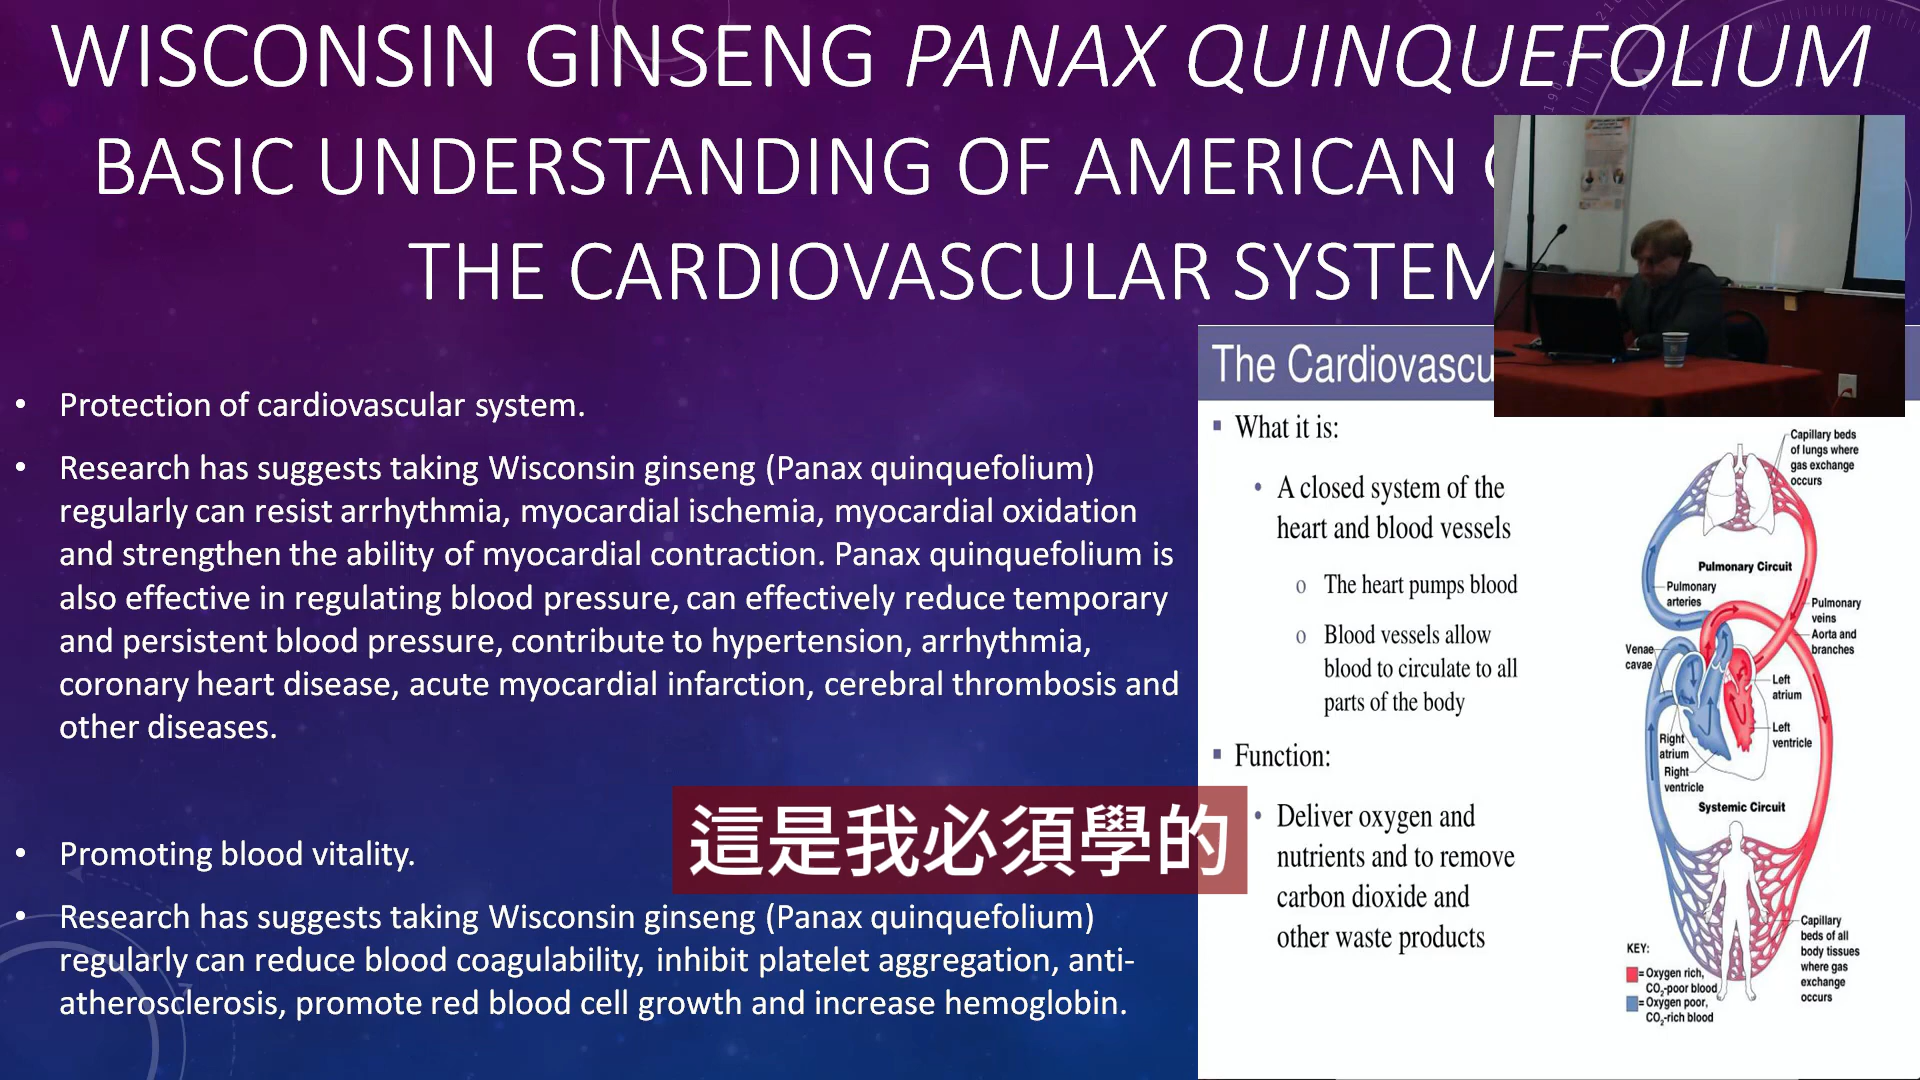 WISCONSIN GINSENG PANAX QUINQUEFOLIUM
BASIC UNDERSTANDING OF AMERICAN
THE CARDIOVASCULAR SYSTEM
• Protection of cardiovascular system.
• Research has suggests taking Wisconsin ginseng (Panax quinquefolium)
regularly can resist arrhythmia, myocardial ischemia, myocardial oxidation
and strengthen the ability of myocardial contraction. Panax quinquefolium is
also effective in regulating blood pressure, can effectively reduce temporary
and persistent blood pressure, contribute to hypertension, arrhythmia,
coronary heart disease, acute myocardial infarction, cerebral thrombosis and
other diseases.
• Promoting blood vitality.
• Research has suggests taking Wisconsin ginseng (Panax quinquefolium)
regularly can reduce blood coagulability, inhibit platelet aggregation, anti-
atherosclerosis, promote red blood cell growth and increase hemoglobin.
這是我必須學的
The Cardiovascu
▪ What it is:
• A closed system of the
heart and blood vessels
o The heart pumps blood
o Blood vessels allow
blood to circulate to all
parts of the body
▪ Function:
• Deliver oxygen and
nutrients and to remove
carbon dioxide and
other waste products
Capillary beds
of lungs where
gas exchange
occurs
Pulmonary Circuit
Pulmonary
arteries
Pulmonary
veins
Aorta and
branches
Venae
cavae
Left
atrium
Left
ventricle
Right
atrium
Right
ventricle
Systemic Circuit
Capillary
beds of all
body tissues
where gas
exchange
occurs
KEY:
= Oxygen rich,
CO2-poor blood
= Oxygen poor,
CO2-rich blood